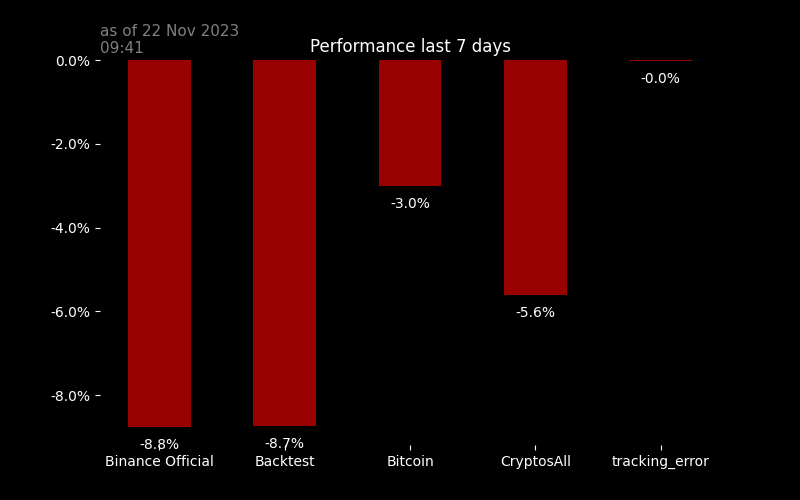 as of 22 Nov 2023
09:41
Performance last 7 days
0.0%
-2.0%
-4.0%
-6.0%
-8.0%
-8.8%
-8.7%
-3.0%
-5.6%
-0.0%
Binance Official
Backtest
Bitcoin
CryptosAll
tracking_error